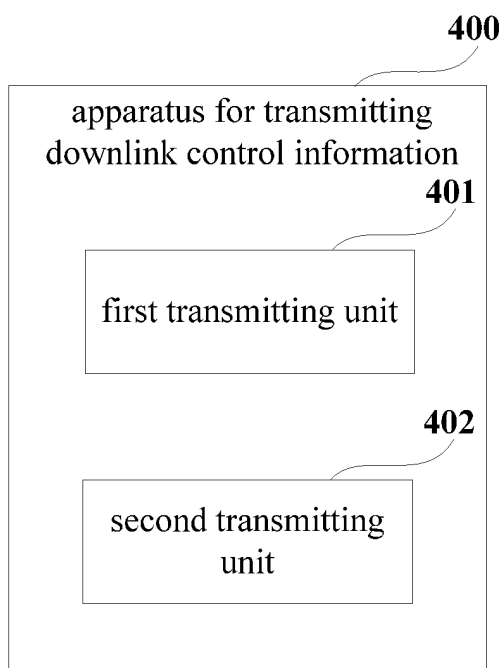 400
apparatus for transmitting
downlink control information
401
first transmitting unit
402
second transmitting
unit